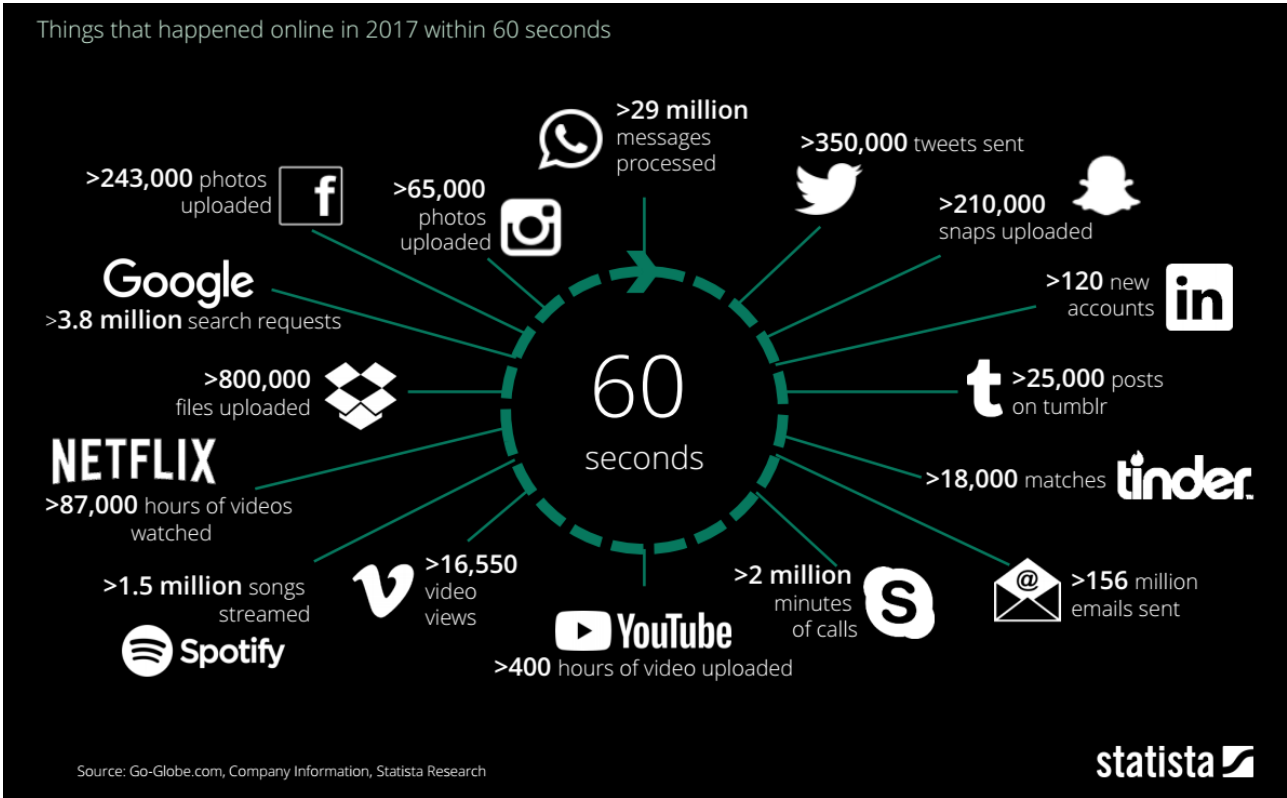 Things that happened online in 2017 within 60 seconds
>29 million
messages
processed
>350,000 tweets sent
>243,000 photos
uploaded
f
>65,000
photos
uploaded
>210,000
snaps uploaded
Google
>3.8 million search requests
>120 new
accounts
in
>800,000
files uploaded
60
seconds
t
>25,000 posts
on tumblr
NETFLIX
>87,000 hours of videos
watched
>18,000 matches
tinder.
>1.5 million songs
streamed
Spotify
>16,550
video
views
YouTube
>400 hours of video uploaded
>2 million
minutes
of calls
S
@
>156 million
emails sent
Source: Go-Globe.com, Company Information, Statista Research
statista